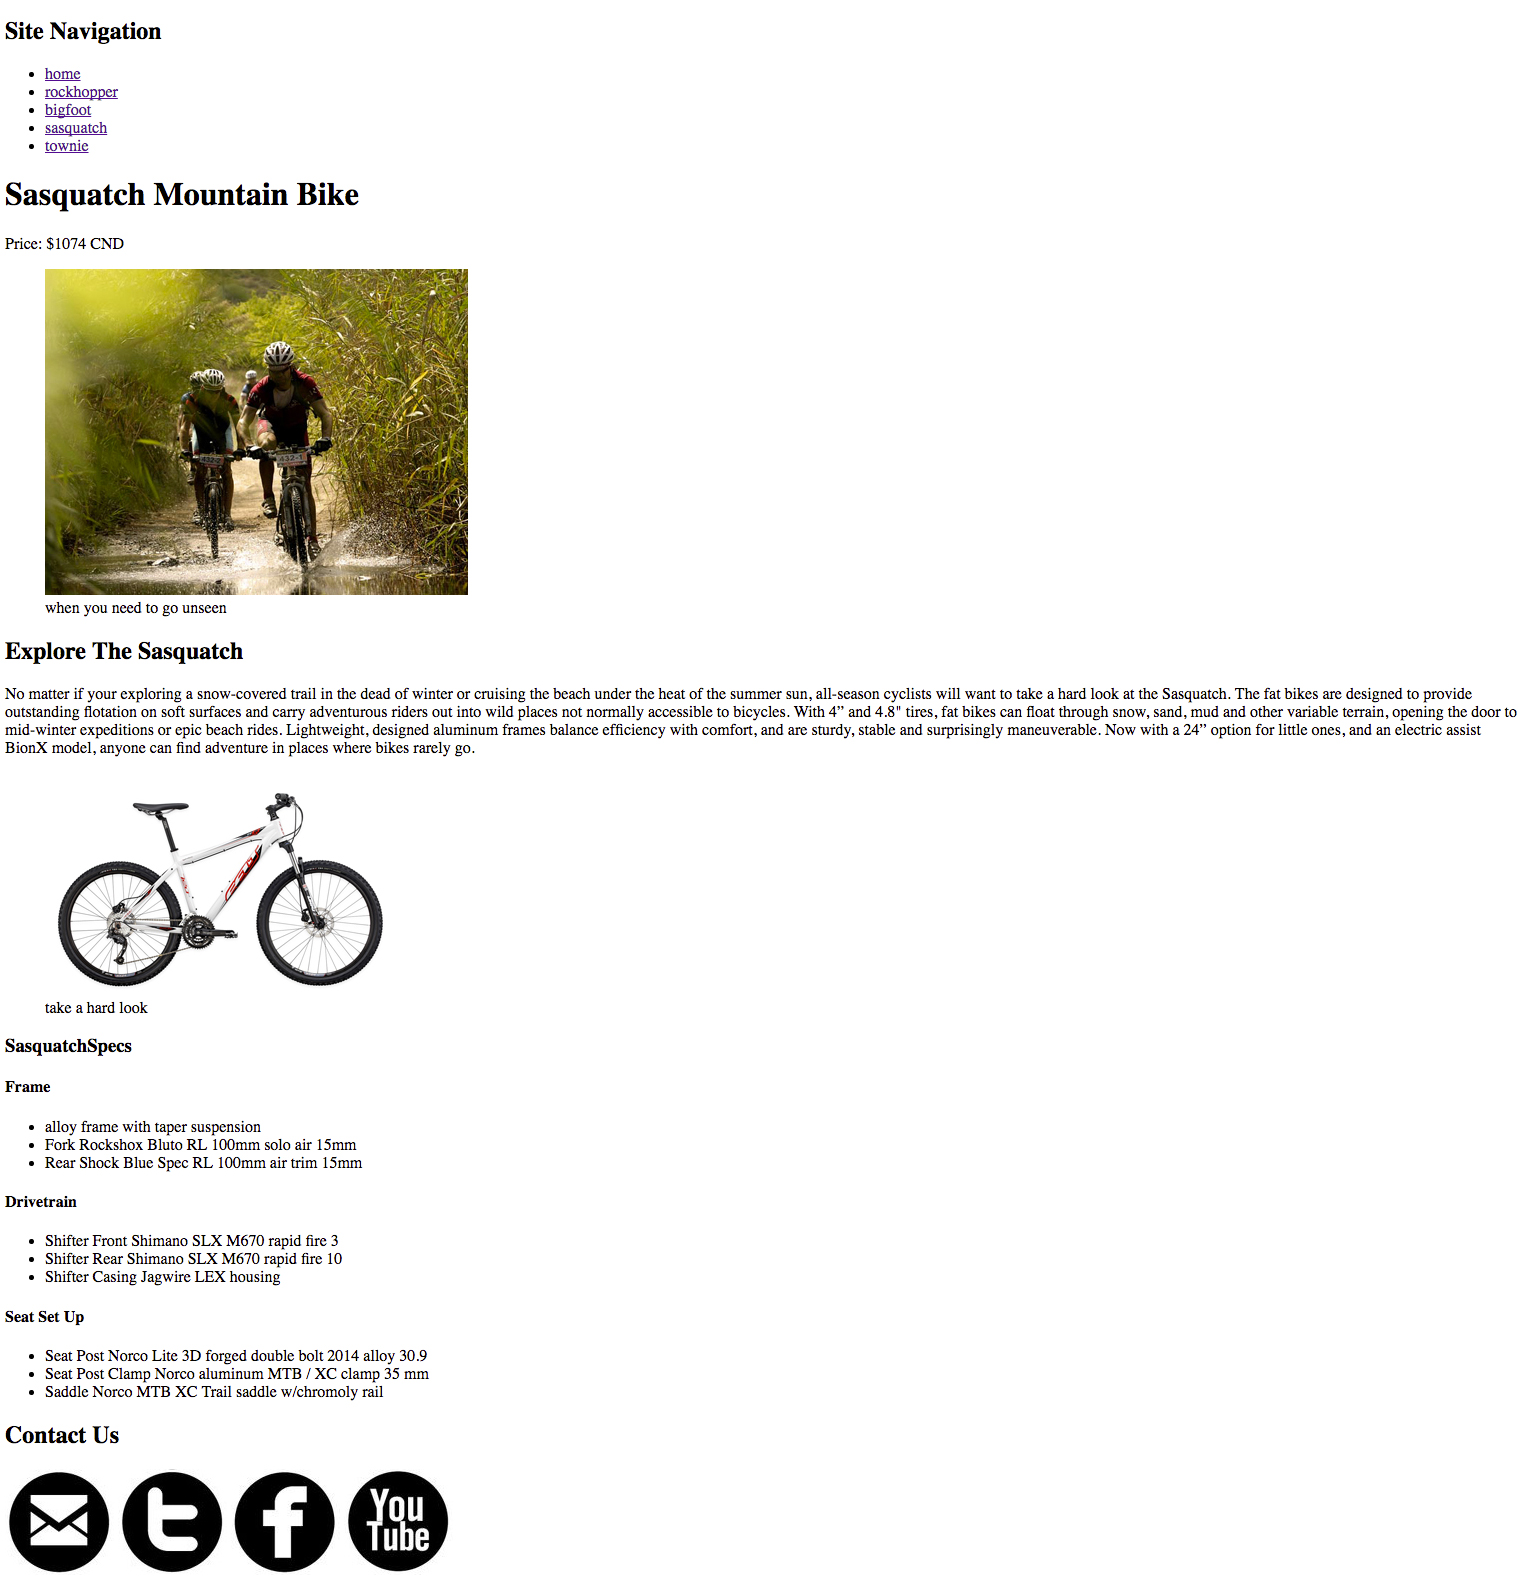 Site Navigation
home
rockhopper
bigfoot
sasquatch
townie
Sasquatch Mountain Bike
Price: $1074 CND
432-2 432-1
when you need to go unseen
Explore The Sasquatch
No matter if your exploring a snow-covered trail in the dead of winter or cruising the beach under the heat of the summer sun, all-season cyclists will want to take a hard look at the Sasquatch. The fat bikes are designed to provide
outstanding flotation on soft surfaces and carry adventurous riders out into wild places not normally accessible to bicycles. With 4” and 4.8" tires, fat bikes can float through snow, sand, mud and other variable terrain, opening the door to
mid-winter expeditions or epic beach rides. Lightweight, designed aluminum frames balance efficiency with comfort, and are sturdy, stable and surprisingly maneuverable. Now with a 24” option for little ones, and an electric assist
BionX model, anyone can find adventure in places where bikes rarely go.
take a hard look
SasquatchSpecs
Frame
alloy frame with taper suspension
Fork Rockshox Bluto RL 100mm solo air 15mm
Rear Shock Blue Spec RL 100mm air trim 15mm
Drivetrain
Shifter Front Shimano SLX M670 rapid fire 3
Shifter Rear Shimano SLX M670 rapid fire 10
Shifter Casing Jagwire LEX housing
Seat Set Up
Seat Post Norco Lite 3D forged double bolt 2014 alloy 30.9
Seat Post Clamp Norco aluminum MTB / XC clamp 35 mm
Saddle Norco MTB XC Trail saddle w/chromoly rail
Contact Us
t f You
Tube